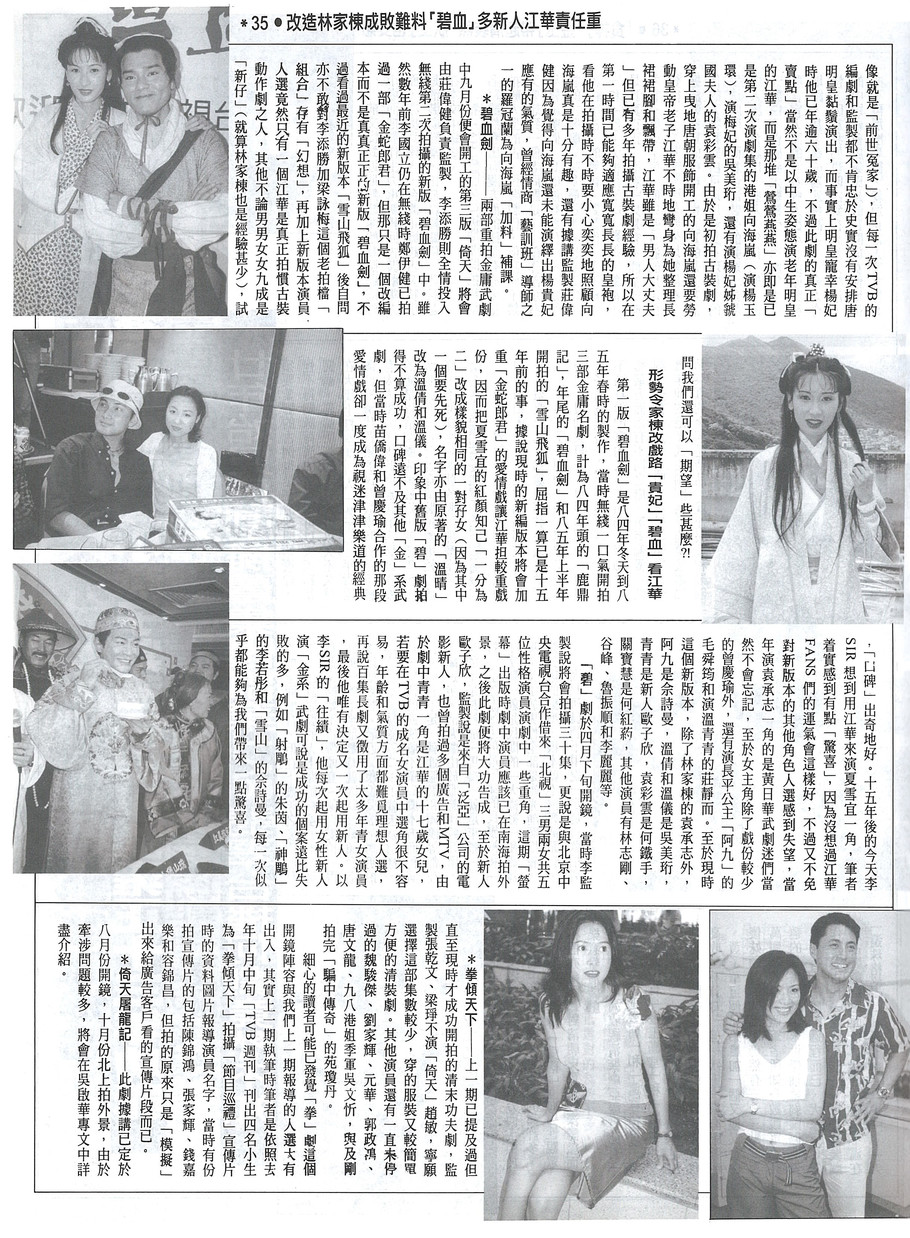 ＊35●改造林家棟成敗難料「碧血」多新人江華責任重
像就是「前世冤家」），但每一次TVB的
編劇和監製都不肯忠於史實沒有安排唐
明皇黏鬚演出，而事實上明皇寵幸楊妃
時他已年逾六十歲，不過此劇的真正「
賣點」當然不是以中生姿態演老年明皇
的江華，而是那堆「鶯鶯燕燕」亦即是已
是第二次演劇集的港姐向海嵐（演楊玉
環），演梅妃的吳美珩，還有演楊妃姊虢
國夫人的袁彩雲。由於是初拍古裝劇，
穿上曳地唐朝服飾開工的向海嵐還要勞
動皇帝老子江華不時地彎身為她整理長
裙裙腳和飄帶，江華雖是「男人大丈夫
」但已有多年拍攝古裝劇經驗，所以在
第一時間已能夠適應寬寬長長的皇袍，
看他在拍攝時不時要小心奕奕地照顧向
海嵐真是十分有趣，還有據講監製莊偉
健因為覺得向海嵐還未能演繹出楊貴妃
應有的氣質，曾經情商「藝訓班」導師之
一的羅冠蘭為向海嵐「加料」補課。
＊碧血劍——兩部重拍金庸武劇
中九月份便會開工的第三版「倚天」將會
由莊偉健負責監製，李添勝則全情投入
無綫第二次拍攝的新版「碧血劍」中。雖
然數年前李國立仍在無綫時鄭伊健已拍
過一部「金蛇郎君」，但那只是一個改編
本而不是真真正正的新版「碧血劍」，不
過看過最近的新版本「雪山飛狐」後自問
亦不敢對李添勝加梁詠梅這個老拍檔「
組合」存有「幻想」，再加上新版本演員
人選竟然只有一個江華是真正拍慣古裝
動作劇之人，其他不論男男女女九成是
「新仔」（就算林家棟也是經驗甚少），試
問我們還可以「期望」些甚麼?!
形勢令家棟改戲路「貴妃」「碧血」看江華
第一版「碧血劍」是八四年冬天到八
五年春時的製作，當時無綫一口氣開拍
三部金庸名劇，計為八四年頭的「鹿鼎
記」，年尾的「碧血劍」和八五年上半年
開拍的「雪山飛狐」，屈指一算已是十五
年前的事，據說現時的新編版本將會加
重「金蛇郎君」的愛情戲讓江華担較重戲
份，因而把夏雪宜的紅顏知己「一分為
二」改成樣貌相同的一對孖女（因為其中
一個要先死），名字亦由原著的「溫晴」
改為溫倩和溫儀。印象中舊版「碧」劇拍
得不算成功，口碑遠不及其他「金」系武
劇，但當時苗僑偉和曾慶瑜合作的那段
愛情戲卻一度成為視迷津津樂道的經典
，「口碑」出奇地好。十五年後的今天李
SIR想到用江華來演夏雪宜一角，筆者
着實感到有點「驚喜」，因為沒想過江華
FANS們的運氣會這樣好，不過又不免
對新版本的其他角色人選感到失望，當
年演袁承志一角的是黃日華武劇迷們當
然不會忘記，至於女主角除了戲份較少
的曾慶瑜外，還有演長平公主「阿九」的
毛舜筠和演溫青青的莊靜而。至於現時
這個新版本，除了林家棟的袁承志外，
阿九是佘詩曼，溫倩和溫儀是吳美珩，
青青是新人歐子欣，袁彩雲是何鐵手，
關寶慧是何紅葯，其他演員有林志剛、
谷峰、魯振順和李麗麗等。
「碧」劇於四月下旬開鏡，當時李監
製說將會拍攝三十集，更說是與北京中
央電視台合作借來「北視」三男兩女共五
位性格演員演劇中一些重角，這期「螢
幕」出版時劇中演員應該已在南海拍外
景，之後此劇便將大功告成，至於新人
歐子欣，監製說是來自「泛亞」公司的電
影新人，也曾拍過多個廣告和MTV，由
於劇中青青一角是江華的十七歲女兒，
若要在TVB的成名女演員中選角很不容
易，年齡和氣質方面都難覓理想人選，
再說百集長劇又徵用了太多年青女演員
，最後他唯有決定又一次起用新人。以
李SIR的「往績」，他每次起用女性新人
演「金系」武劇可說是成功的個案遠比失
敗的多，例如「射鵰」的朱茵、「神鵰」
的李若彤和「雪山」的佘詩曼，每一次似
乎都能夠為我們帶來一點驚喜。
＊拳傾天下——上一期已提及過但
直至現時才成功開拍的清末功夫劇，監
製張乾文、梁琤不演「倚天」趙敏，寧願
選擇這部集數較少，穿的服裝又較簡單
方便的清裝劇。其他演員還有一直未停
過的魏駿傑、劉家輝、元華、郭政鴻、
唐文龍、九八港姐季軍吳文忻，與及剛
拍完「騙中傳奇」的苑瓊丹。
細心的讀者可能已發覺「拳」劇這個
開鏡陣容與我們上一期報導的人選大有
出入，其實上一期執筆時筆者是依照去
年十月中旬「TVB週刊」刊出四名小生
為「拳傾天下」拍攝「節目巡禮」宣傳片
時的資料圖片報導演員名字，當時有份
拍宣傳片的包括陳錦鴻、張家輝、錢嘉
樂和容錦昌，但拍的原來只是「模擬」
出來給廣告客戶看的宣傳片段而已。
＊倚天屠龍記——此劇據講已定於
八月份開鏡，十月份北上拍外景，由於
牽涉問題較多，將會在吳啟華專文中詳
盡介紹。